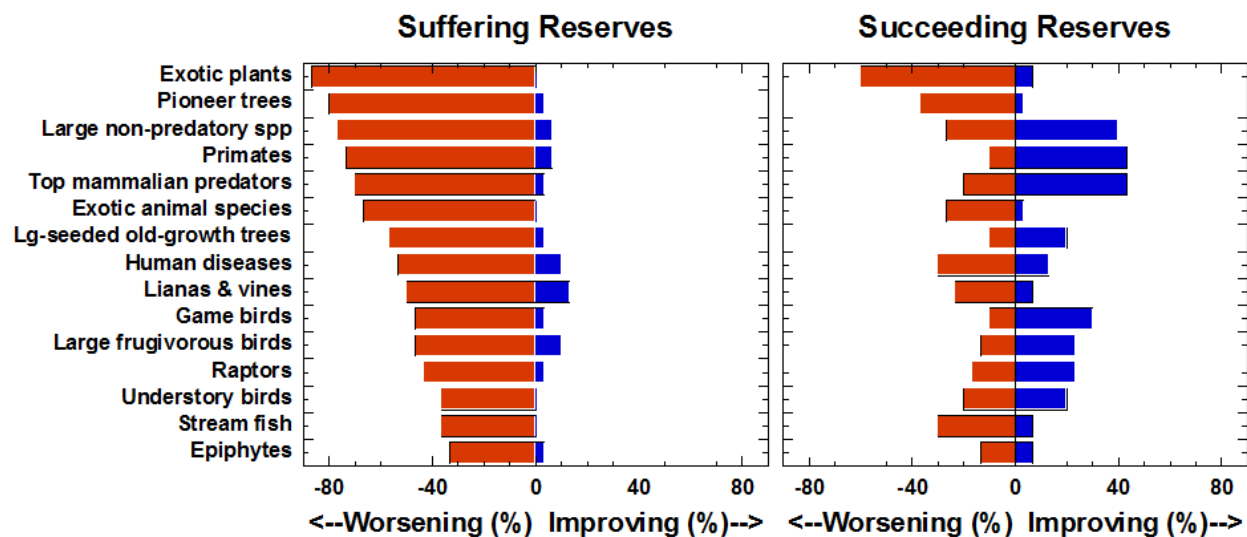 Suffering Reserves
Succeeding Reserves
Exotic plants
Pioneer trees
Large non-predatory spp
Primates
Top mammalian predators
Exotic animal species
Lg-seeded old-growth trees
Human diseases
Lianas & vines
Game birds
Large frugivorous birds
Raptors
Understory birds
Stream fish
Epiphytes
-80 -40 0 40 80
-80 -40 0 40 80
<--Worsening (%) Improving (%)-->
<--Worsening (%) Improving (%)-->